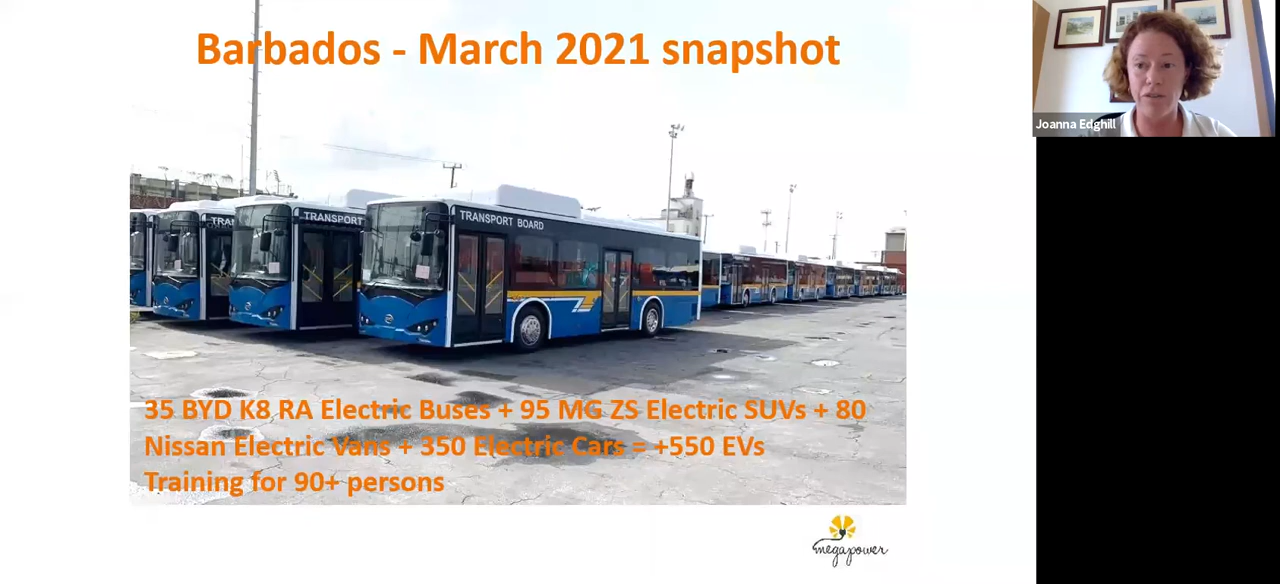 Barbados - March 2021 snapshot
Joanna Edghill
TRANSPORT BOARD
TRANSPORT
TRA
35 BYD K8 RA Electric Buses + 95 MG ZS Electric SUVs + 80
Nissan Electric Vans + 350 Electric Cars = +550 EVs
Training for 90+ persons
megapower